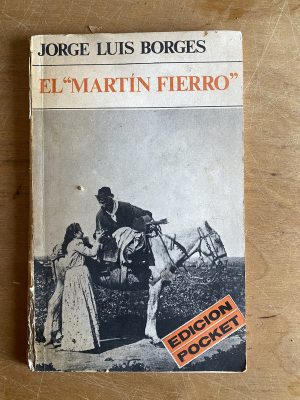 JORGE LUIS BORGES
EL "MARTÍN FIERRO"
EDICION
POCKET